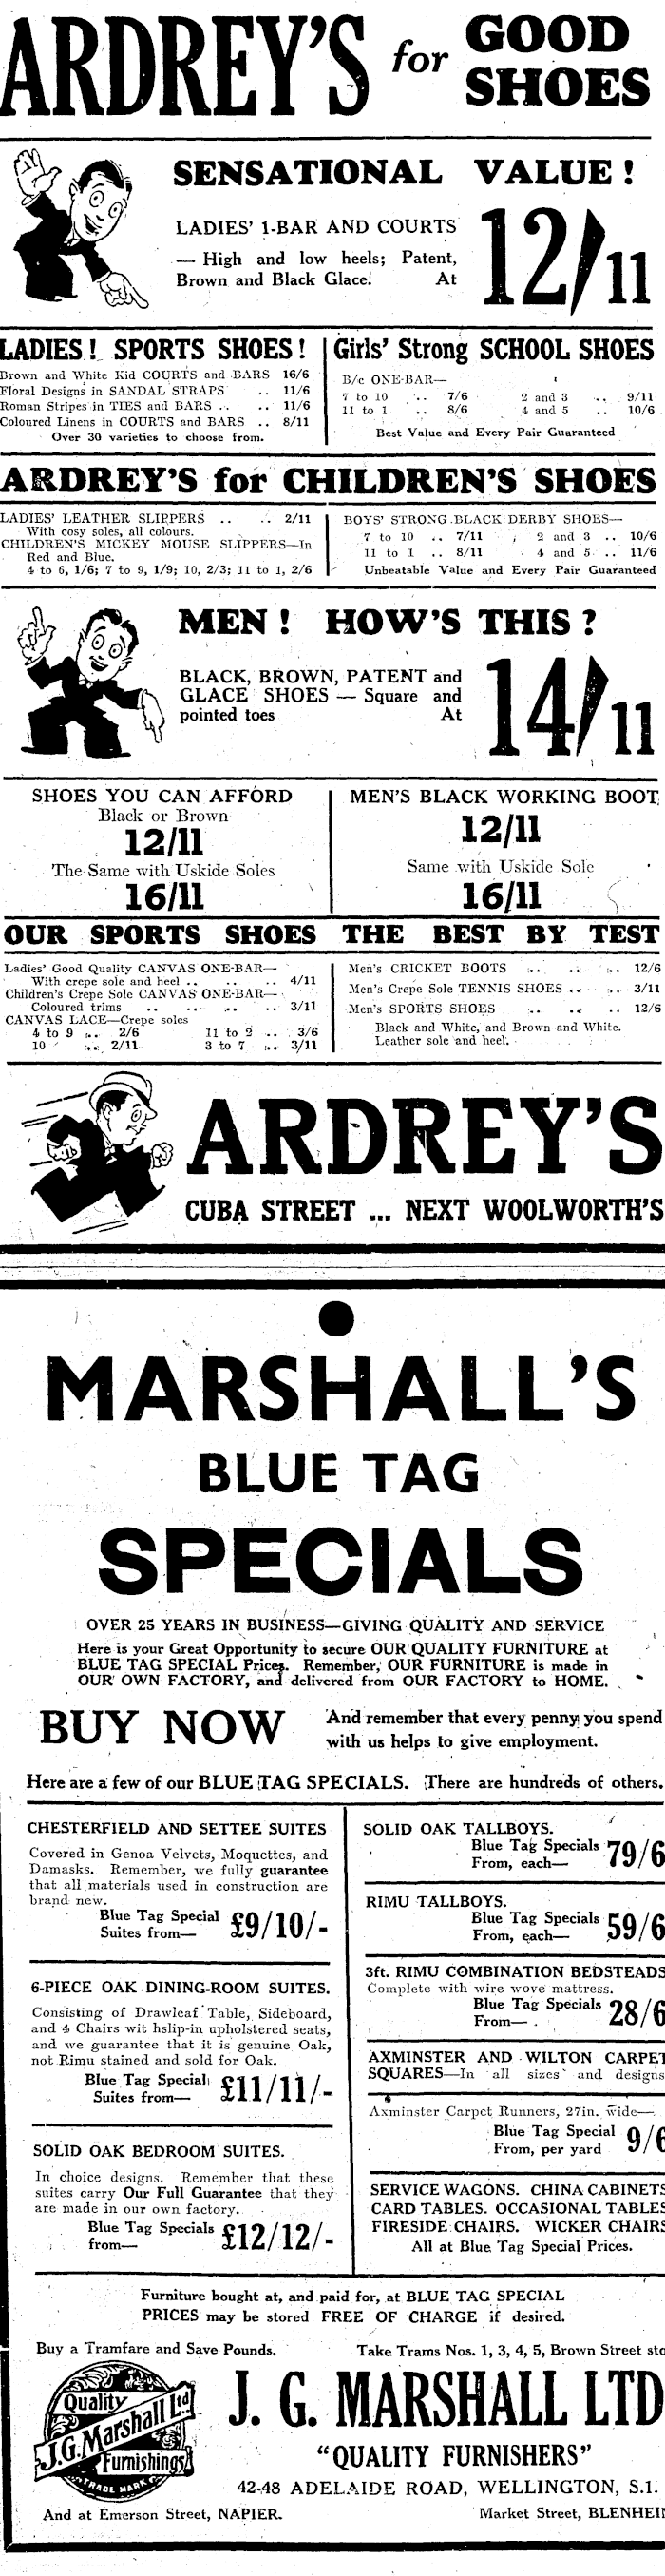 ARDREY'S for GOOD
SHOES
SENSATIONAL VALUE!
LADIES' 1-BAR AND COURTS
— High and low heels; Patent,
Brown and Black Glace. At
12/11
LADIES! SPORTS SHOES!
Brown and White Kid COURTS and BARS 16/6
Floral Designs in SANDAL STRAPS .. 11/6
Roman Stripes in TIES and BARS .. .. 11/6
Coloured Linens in COURTS and BARS .. 8/11
Over 30 varieties to choose from.
Girls' Strong SCHOOL SHOES
B/c ONE-BAR—
7 to 10 .. 7/6 2 and 3 .. 9/11
11 to 1 .. 8/6 4 and 5 .. 10/6
Best Value and Every Pair Guaranteed
ARDREY'S for CHILDREN'S SHOES
LADIES' LEATHER SLIPPERS .. .. 2/11
With cosy soles, all colours.
CHILDREN'S MICKEY MOUSE SLIPPERS—In
Red and Blue.
4 to 6, 1/6; 7 to 9, 1/9; 10, 2/3; 11 to 1, 2/6
BOYS' STRONG BLACK DERBY SHOES—
7 to 10 .. 7/11 ; 2 and 3 .. 10/6
11 to 1 .. 8/11 4 and 5 .. 11/6
Unbeatable Value and Every Pair Guaranteed
MEN! HOW'S THIS?
BLACK, BROWN, PATENT and
GLACE SHOES — Square and
pointed toes At
14/11
SHOES YOU CAN AFFORD
Black or Brown
12/11
The Same with Uskide Soles
16/11
MEN'S BLACK WORKING BOOT
12/11
Same with Uskide Sole
16/11
OUR SPORTS SHOES THE BEST BY TEST
Ladies' Good Quality CANVAS ONE-BAR—
With crepe sole and heel .. .. .. 4/11
Children's Crepe Sole CANVAS ONE-BAR—
Coloured trims .. .. .. .. 3/11
CANVAS LACE—Crepe soles
4 to 9 .. 2/6 11 to 2 .. 3/6
10 .. 2/11 3 to 7 .. 3/11
Men's CRICKET BOOTS .. .. .. 12/6
Men's Crepe Sole TENNIS SHOES .. .. 3/11
Men's SPORTS SHOES .. .. .. 12/6
Black and White, and Brown and White.
Leather sole and heel.
ARDREY'S
CUBA STREET ... NEXT WOOLWORTH'S
MARSHALL'S
BLUE TAG
SPECIALS
OVER 25 YEARS IN BUSINESS—GIVING QUALITY AND SERVICE
Here is your Great Opportunity to secure OUR QUALITY FURNITURE at
BLUE TAG SPECIAL Prices. Remember, OUR FURNITURE is made in
OUR OWN FACTORY, and delivered from OUR FACTORY to HOME.
BUY NOW
And remember that every penny you spend
with us helps to give employment.
Here are a few of our BLUE TAG SPECIALS. There are hundreds of others.
CHESTERFIELD AND SETTEE SUITES
Covered in Genoa Velvets, Moquettes, and
Damasks. Remember, we fully guarantee
that all materials used in construction are
brand new.
Blue Tag Special
Suites from— £9/10/-
6-PIECE OAK DINING-ROOM SUITES.
Consisting of Drawleaf Table, Sideboard,
and 4 Chairs wit hslip-in upholstered seats,
and we guarantee that it is genuine Oak,
not Rimu stained and sold for Oak.
Blue Tag Special
Suites from— £11/11/-
SOLID OAK BEDROOM SUITES.
In choice designs. Remember that these
suites carry Our Full Guarantee that they
are made in our own factory.
Blue Tag Specials
from— £12/12/-
SOLID OAK TALLBOYS.
Blue Tag Specials
From, each— 79/6
RIMU TALLBOYS.
Blue Tag Specials
From, each— 59/6
3ft. RIMU COMBINATION BEDSTEADS
Complete with wire wove mattress.
Blue Tag Specials
From— 28/6
AXMINSTER AND WILTON CARPET
SQUARES—In all sizes and designs
Axminster Carpet Runners, 27in. wide—
Blue Tag Special
From, per yard 9/6
SERVICE WAGONS. CHINA CABINETS
CARD TABLES. OCCASIONAL TABLES
FIRESIDE CHAIRS. WICKER CHAIRS
All at Blue Tag Special Prices.
Furniture bought at, and paid for, at BLUE TAG SPECIAL
PRICES may be stored FREE OF CHARGE if desired.
Buy a Tramfare and Save Pounds. Take Trams Nos. 1, 3, 4, 5, Brown Street sto
Quality
J.G. Marshall Ltd
Furnishings
TRADE MARK
J. G. MARSHALL LTD
"QUALITY FURNISHERS"
42-48 ADELAIDE ROAD, WELLINGTON, S.1.
And at Emerson Street, NAPIER. Market Street, BLENHEI